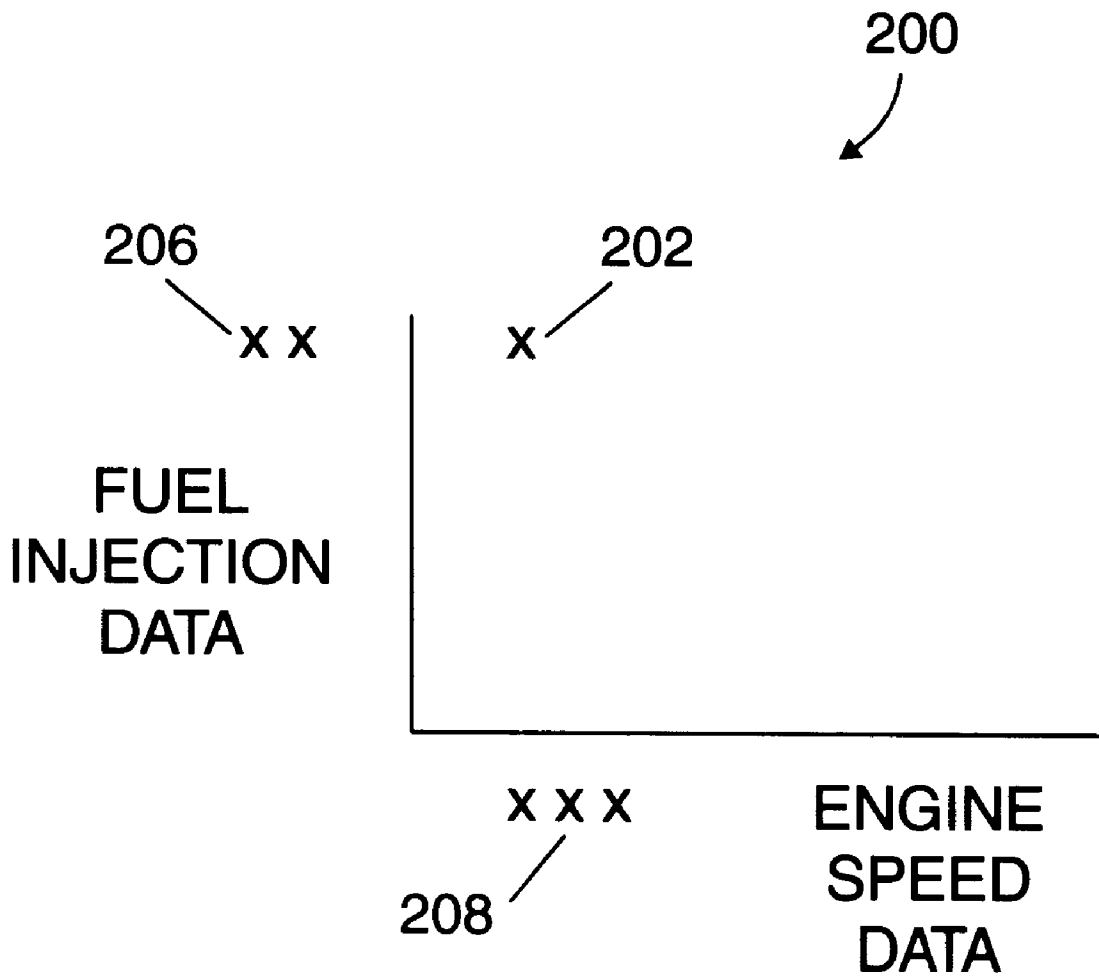 200
206
202
X X
X
FUEL
INJECTION
DATA
X X X
208
ENGINE
SPEED
DATA